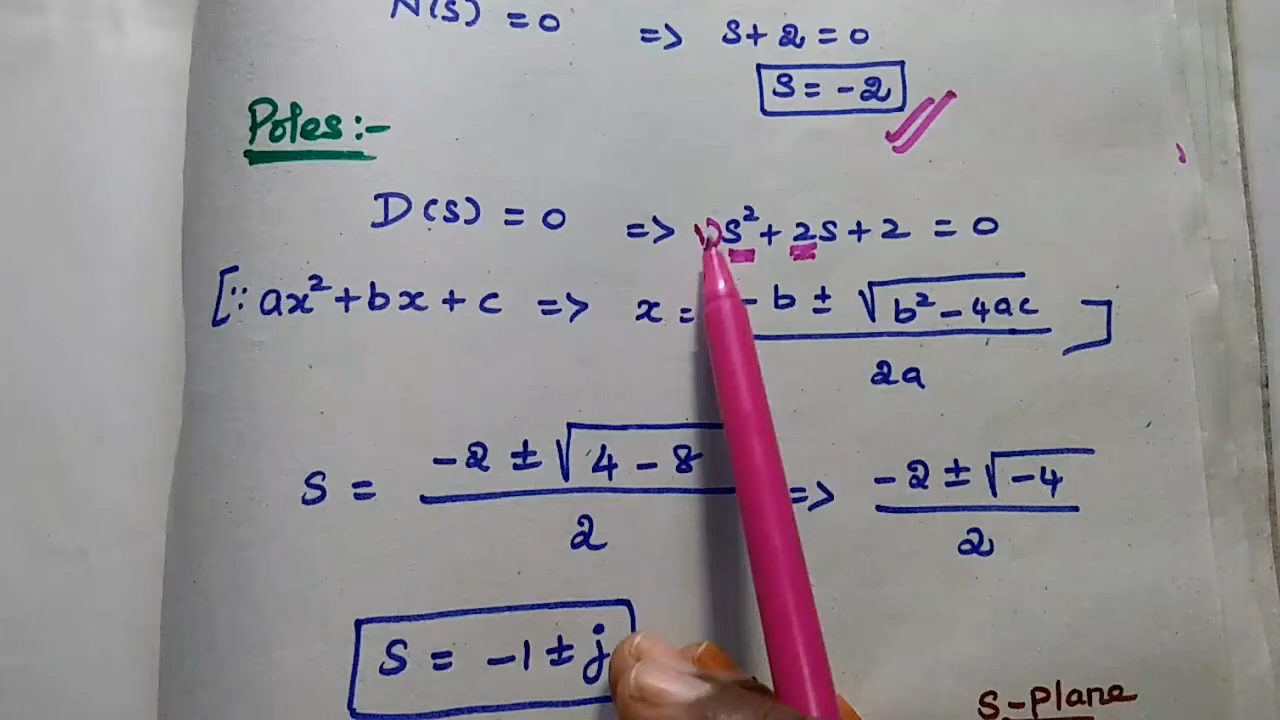 N(S) = 0 => S+2 = 0
S = -2
Poles:-
D(S) = 0 => S² + 2S + 2 = 0
[∵ ax² + bx + c => x = -b ± √(b² - 4ac) / 2a ]
S = -2 ± √(4 - 8) / 2 => -2 ± √(-4) / 2
S = -1 ± j
S-Plane